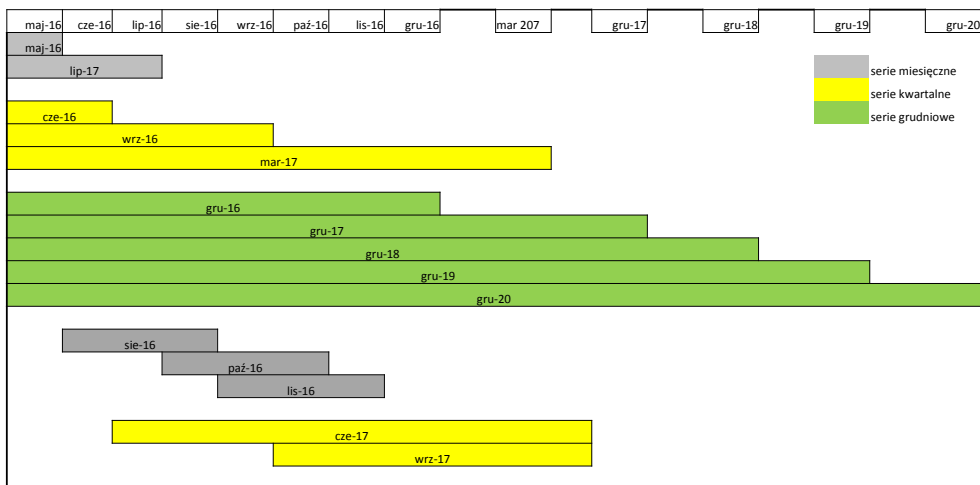 maj-16 cze-16 lip-16 sie-16 wrz-16 paź-16 lis-16 gru-16 mar 207 gru-17 gru-18 gru-19 gru-20
maj-16
lip-17
serie miesięczne
cze-16
serie kwartalne
wrz-16
serie grudniowe
mar-17
gru-16
gru-17
gru-18
gru-19
gru-20
sie-16
paź-16
lis-16
cze-17
wrz-17